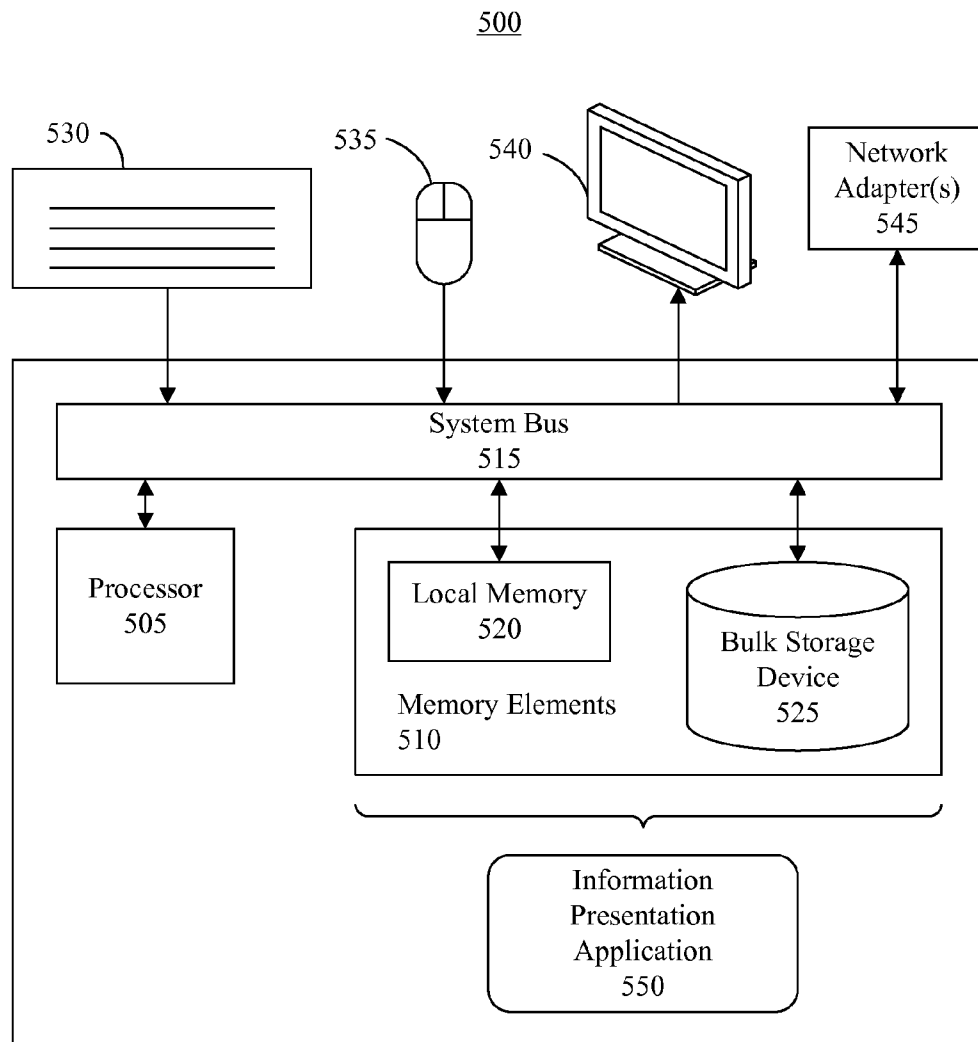 500
530
535
540
Network
Adapter(s)
545
System Bus
515
Processor
505
Local Memory
520
Bulk Storage
Device
525
Memory Elements
510
Information
Presentation
Application
550